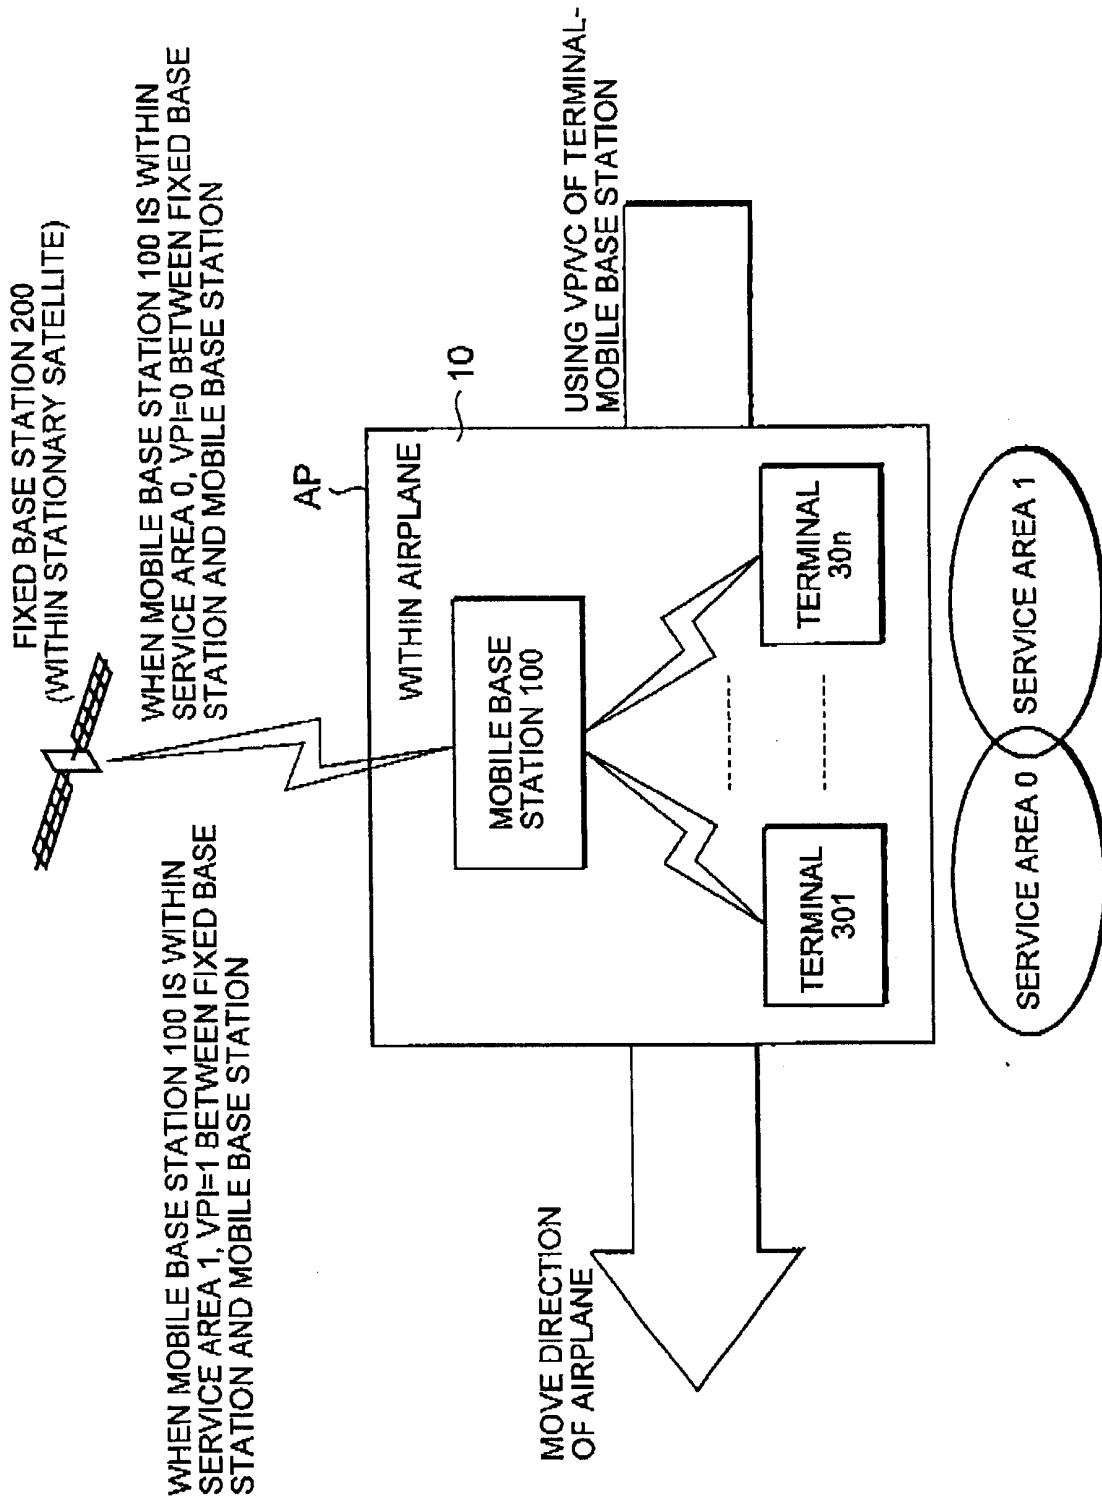 FIXED BASE STATION 200
(WITHIN STATIONARY SATELLITE)
WHEN MOBILE BASE STATION 100 IS WITHIN
SERVICE AREA 1, VPI=1 BETWEEN FIXED BASE
STATION AND MOBILE BASE STATION
WHEN MOBILE BASE STATION 100 IS WITHIN
SERVICE AREA 0, VPI=0 BETWEEN FIXED BASE
STATION AND MOBILE BASE STATION
AP
10
WITHIN AIRPLANE
MOBILE BASE
STATION 100
MOVE DIRECTION
OF AIRPLANE
USING VP/VC OF TERMINAL-
MOBILE BASE STATION
TERMINAL
301
TERMINAL
30n
SERVICE AREA 0
SERVICE AREA 1